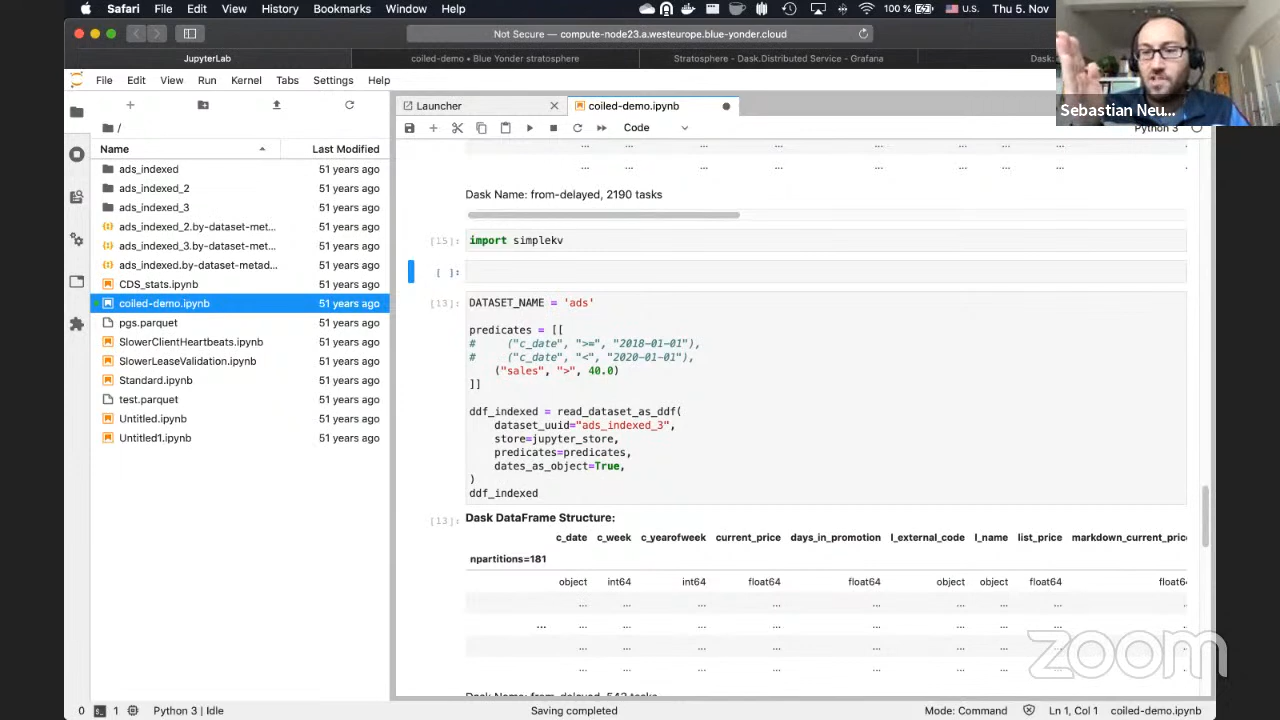 Safari File Edit View History Bookmarks Window Help 100 % U.S. Thu 5. Nov
Not Secure — compute-node23.a.westeurope.blue-yonder.cloud
JupyterLab coiled-demo • Blue Yonder stratosphere Stratosphere - Dask.Distributed Service - Grafana Dask:
Sebastian Neu...
File Edit View Run Kernel Tabs Settings Help
Launcher coiled-demo.ipynb
Code Python 3
/
Name Last Modified
ads_indexed 51 years ago
ads_indexed_2 51 years ago
ads_indexed_3 51 years ago
ads_indexed_2.by-dataset-met... 51 years ago
ads_indexed_3.by-dataset-met... 51 years ago
ads_indexed.by-dataset-metad... 51 years ago
CDS_stats.ipynb 51 years ago
coiled-demo.ipynb 51 years ago
pgs.parquet 51 years ago
SlowerClientHeartbeats.ipynb 51 years ago
SlowerLeaseValidation.ipynb 51 years ago
Standard.ipynb 51 years ago
test.parquet 51 years ago
Untitled.ipynb 51 years ago
Untitled1.ipynb 51 years ago
... ... ... ... ... ... ... ...
... ... ... ... ... ... ... ...
Dask Name: from-delayed, 2190 tasks
[15]: import simplekv
[ ]:
[13]: DATASET_NAME = 'ads'
predicates = [[
# ("c_date", ">=", "2018-01-01"),
# ("c_date", "<", "2020-01-01"),
("sales", ">", 40.0)
]]
ddf_indexed = read_dataset_as_ddf(
dataset_uuid="ads_indexed_3",
store=jupyter_store,
predicates=predicates,
dates_as_object=True,
)
ddf_indexed
[13]: Dask DataFrame Structure:
c_date c_week c_yearofweek current_price days_in_promotion l_external_code l_name list_price markdown_current_price
npartitions=181
object int64 int64 float64 float64 object object float64 float6
... ... ... ... ... ... ... ... ...
... ... ... ... ... ... ... ... ... ...
... ... ... ... ... ... ... ... ...
... ... ... ... ... ... ... ... ...
Dask Name: from-delayed, 543 tasks
zoom
0 1 Python 3 | Idle Saving completed Mode: Command Ln 1, Col 1 coiled-demo.ipynb